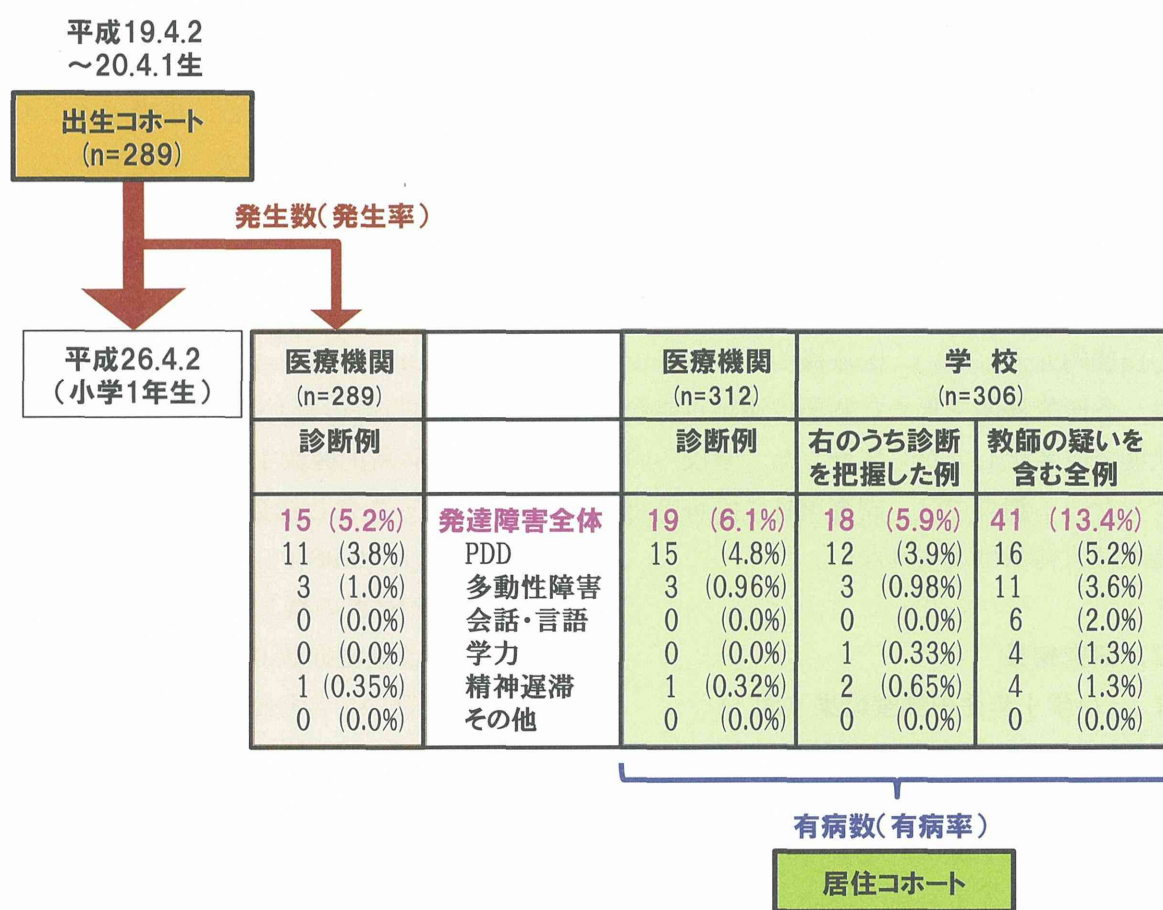 平成19.4.2
～20.4.1生
出生コホート
(n=289)
発生数(発生率)
平成26.4.2
(小学1年生)
医療機関
(n=289)
医療機関
(n=312)
学 校
(n=306)
診断例
診断例
右のうち診断
を把握した例
教師の疑いを
含む全例
15 (5.2%) 発達障害全体 19 (6.1%) 18 (5.9%) 41 (13.4%)
11 (3.8%) PDD 15 (4.8%) 12 (3.9%) 16 (5.2%)
3 (1.0%) 多動性障害 3 (0.96%) 3 (0.98%) 11 (3.6%)
0 (0.0%) 会話・言語 0 (0.0%) 0 (0.0%) 6 (2.0%)
0 (0.0%) 学力 0 (0.0%) 1 (0.33%) 4 (1.3%)
1 (0.35%) 精神遅滞 1 (0.32%) 2 (0.65%) 4 (1.3%)
0 (0.0%) その他 0 (0.0%) 0 (0.0%) 0 (0.0%)
有病数(有病率)
居住コホート